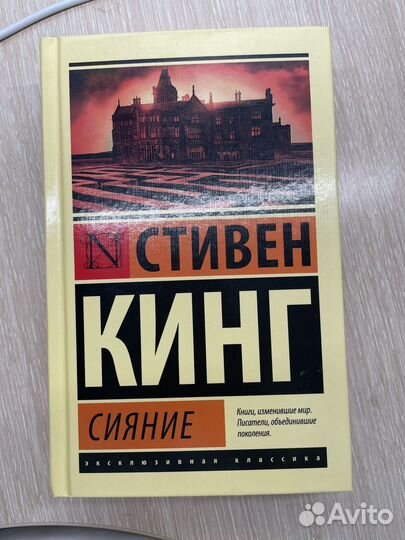 N
СТИВЕН
КИНГ
СИЯНИЕ
Книги, изменившие мир.
Писатели, объединившие
поколения.
эксклюзивная классика
Avito